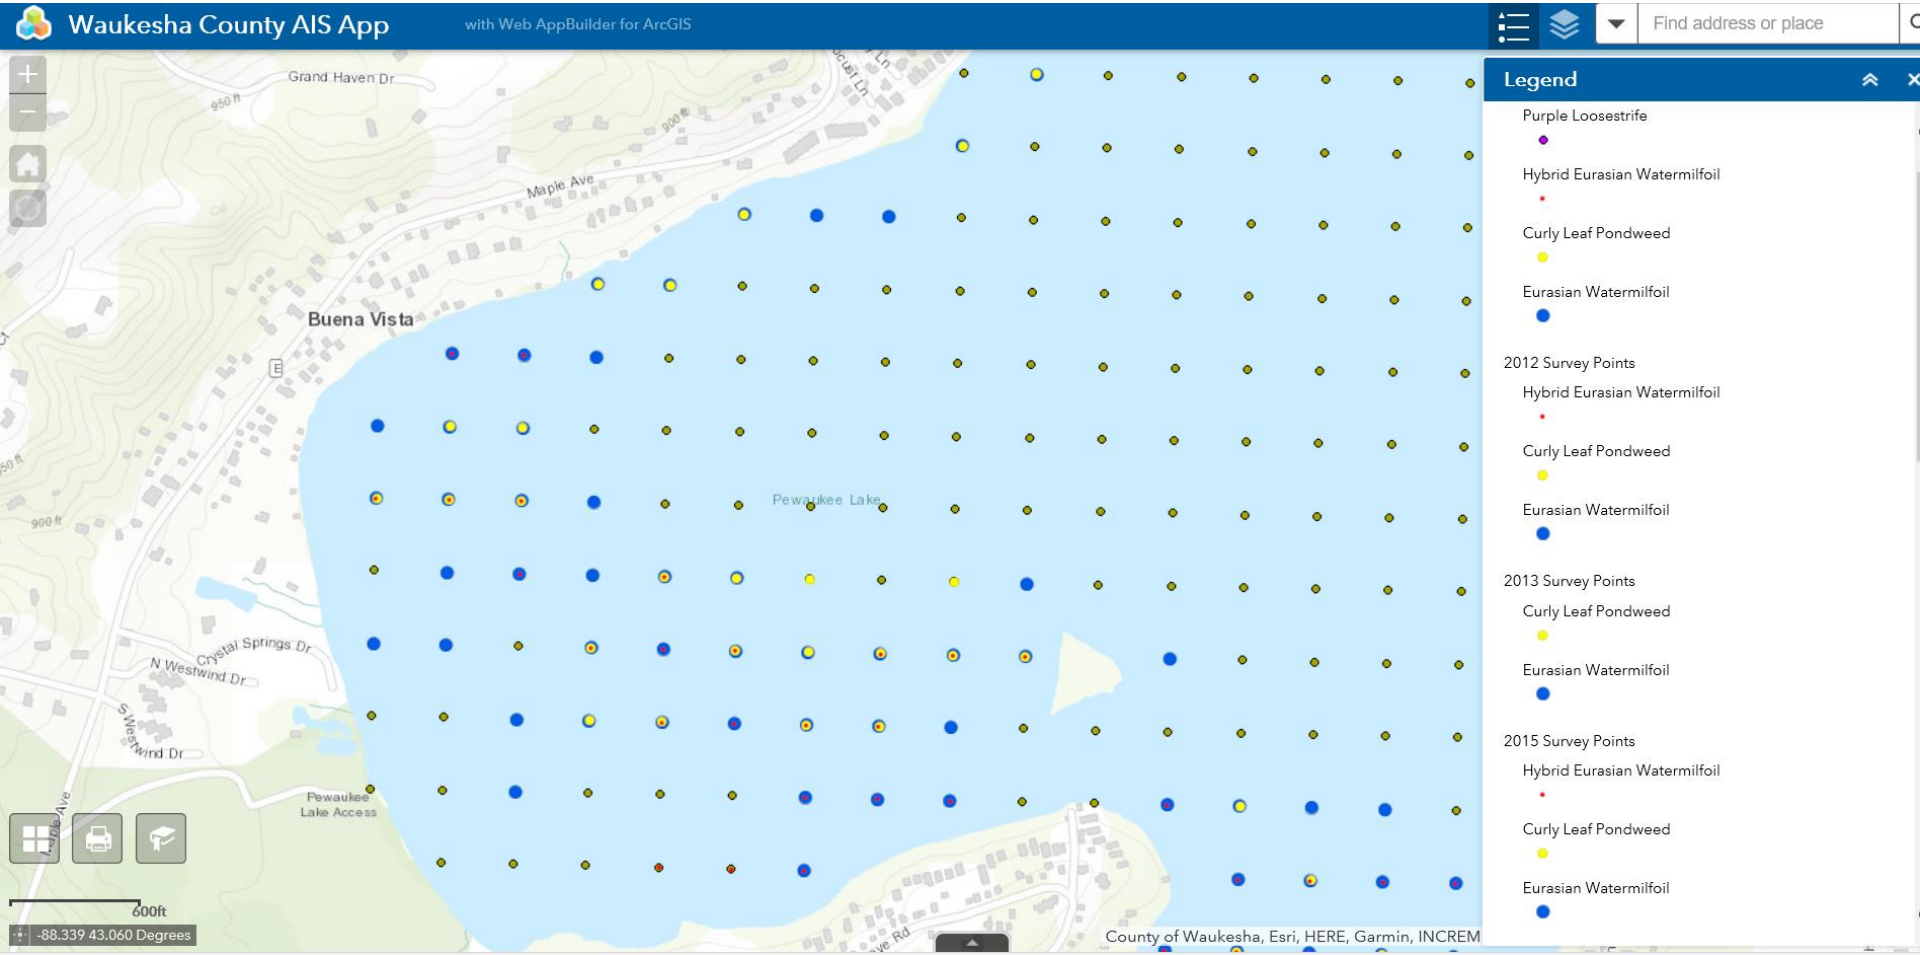 Waukesha County AIS App
with Web AppBuilder for ArcGIS
Find address or place
Legend
Purple Loosestrife
Hybrid Eurasian Watermilfoil
Curly Leaf Pondweed
Eurasian Watermilfoil
2012 Survey Points
Hybrid Eurasian Watermilfoil
Curly Leaf Pondweed
Eurasian Watermilfoil
2013 Survey Points
Curly Leaf Pondweed
Eurasian Watermilfoil
2015 Survey Points
Hybrid Eurasian Watermilfoil
Curly Leaf Pondweed
Eurasian Watermilfoil
Grand Haven Dr
950 ft
900 ft
Maple Ave
Buena Vista
E
Pewaukee Lake
900 ft
Crystal Springs Dr
N Westwind Dr
S Westwind Dr
Pewaukee
Lake Access
Maple Ave
600ft
-88.339 43.060 Degrees
County of Waukesha, Esri, HERE, Garmin, INCREM